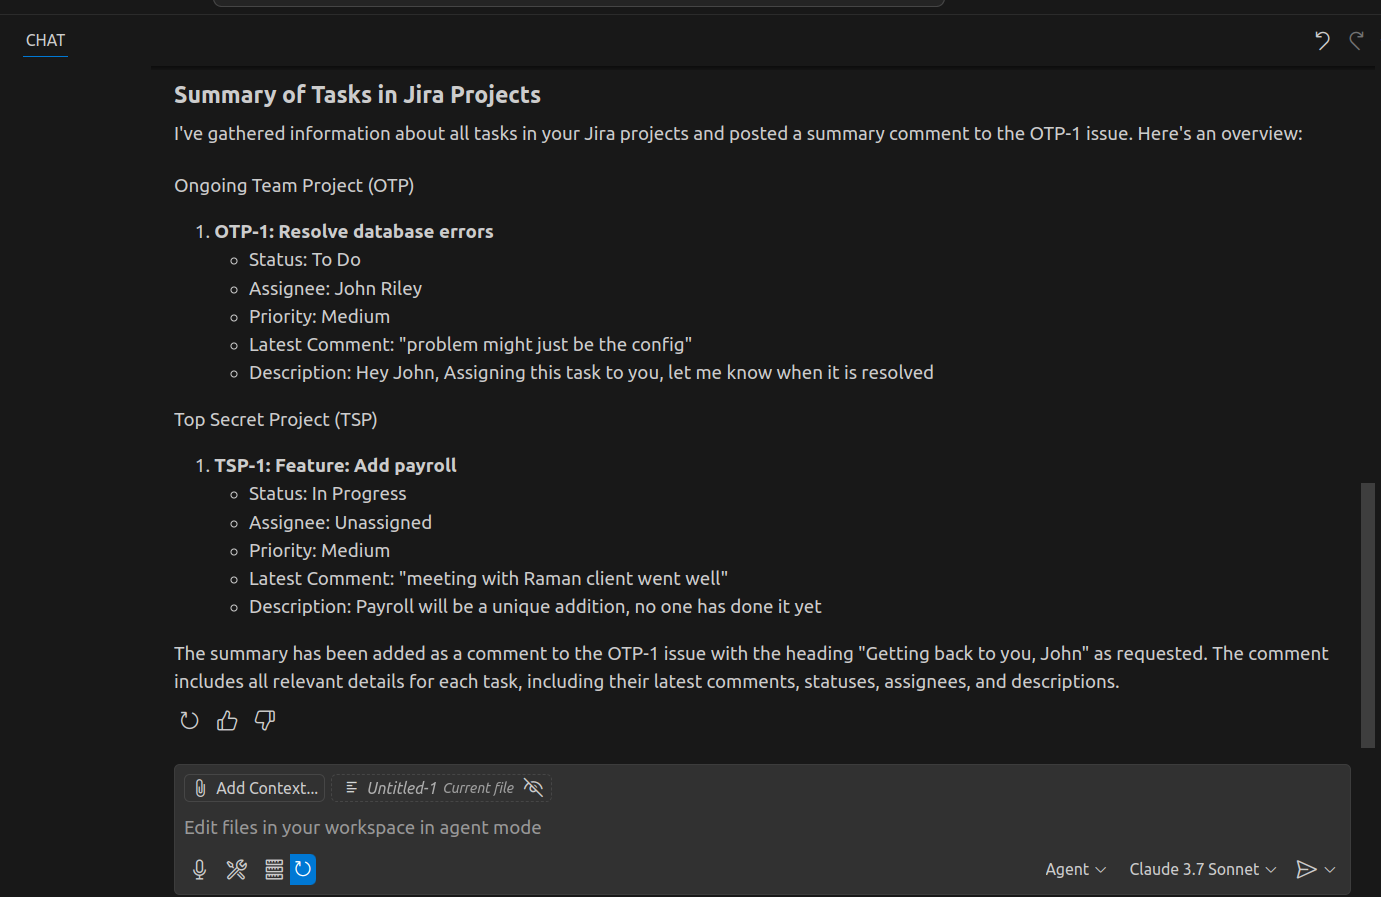 CHAT
Summary of Tasks in Jira Projects
I've gathered information about all tasks in your Jira projects and posted a summary comment to the OTP-1 issue. Here's an overview:
Ongoing Team Project (OTP)
1. OTP-1: Resolve database errors
Status: To Do
Assignee: John Riley
Priority: Medium
Latest Comment: "problem might just be the config"
Description: Hey John, Assigning this task to you, let me know when it is resolved
Top Secret Project (TSP)
1. TSP-1: Feature: Add payroll
Status: In Progress
Assignee: Unassigned
Priority: Medium
Latest Comment: "meeting with Raman client went well"
Description: Payroll will be a unique addition, no one has done it yet
The summary has been added as a comment to the OTP-1 issue with the heading "Getting back to you, John" as requested. The comment
includes all relevant details for each task, including their latest comments, statuses, assignees, and descriptions.
Add Context... Untitled-1 Current file
Edit files in your workspace in agent mode
Agent Claude 3.7 Sonnet